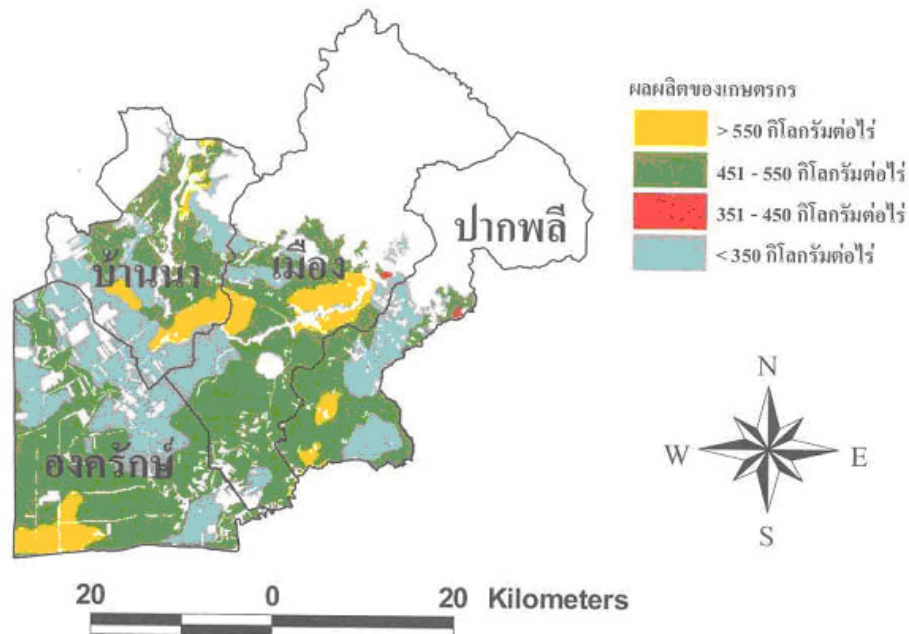 ผลผลิตของเกษตรกร
> 550 กิโลกรัมต่อไร่
451 - 550 กิโลกรัมต่อไร่
351 - 450 กิโลกรัมต่อไร่
< 350 กิโลกรัมต่อไร่
ปากพลี
เมือง
บ้านนา
องครักษ์
N
W
E
S
20 0 20 Kilometers